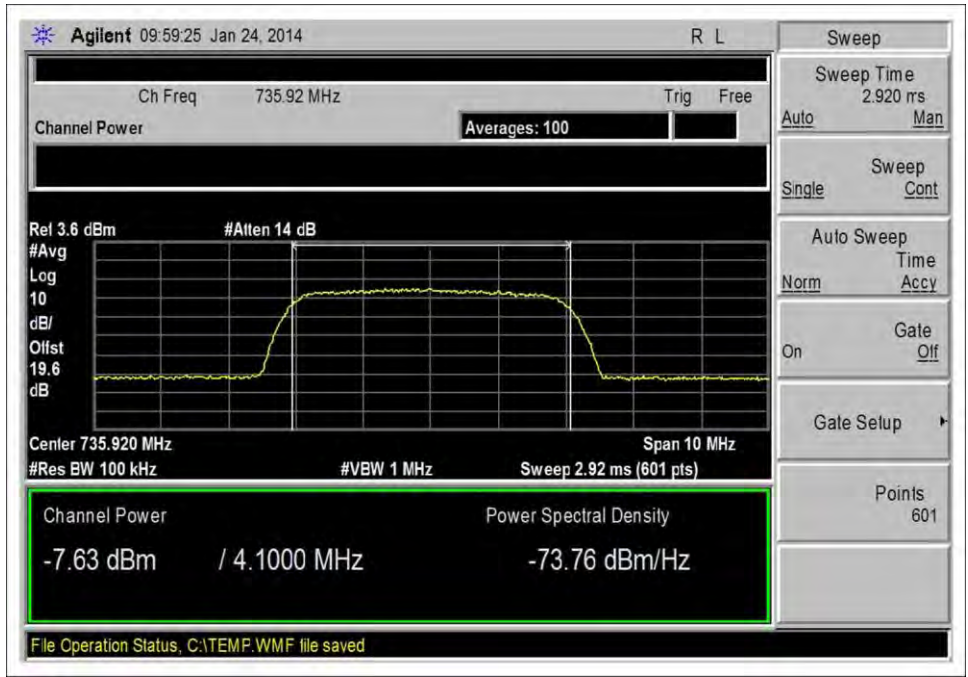 Agilent 09:59:25 Jan 24, 2014 R L
Ch Freq 735.92 MHz Trig Free
Channel Power Averages: 100
Ref 3.6 dBm #Atten 14 dB
#Avg
Log
10
dB/
Offst
19.6
dB
Center 735.920 MHz Span 10 MHz
#Res BW 100 kHz #VBW 1 MHz Sweep 2.92 ms (601 pts)
Channel Power Power Spectral Density
-7.63 dBm / 4.1000 MHz -73.76 dBm/Hz
File Operation Status, C:\TEMP.WMF file saved
Sweep
Sweep Time
2.920 ms
Auto Man
Sweep
Single Cont
Auto Sweep
Time
Norm Accy
Gate
On Off
Gate Setup
Points
601